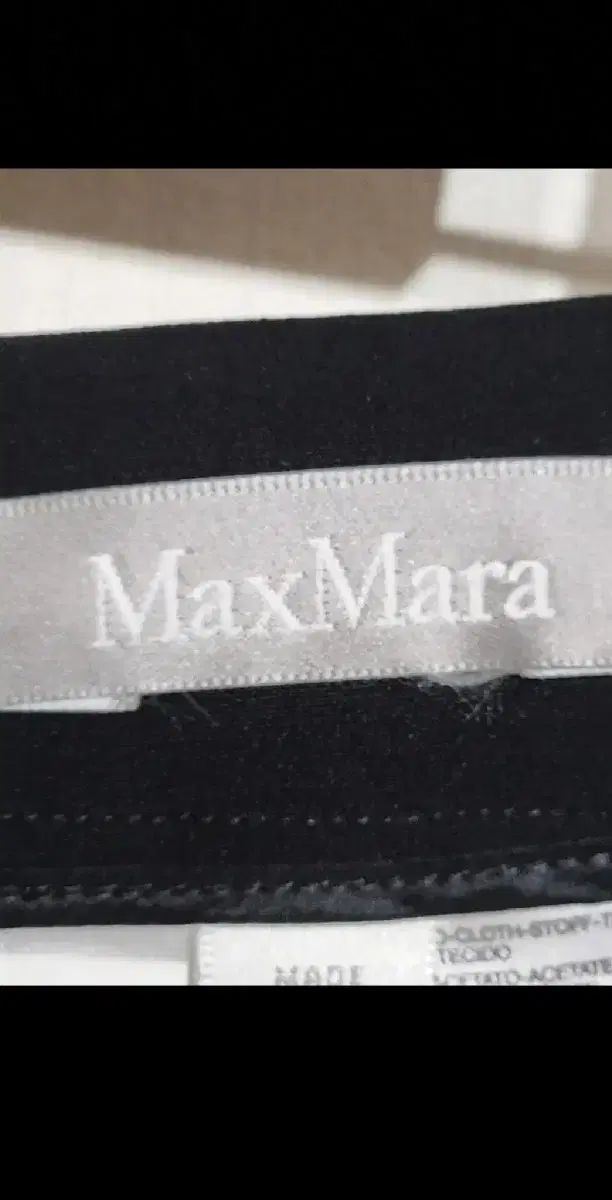 MaxMara
MADE
-CLOTH-STOFF-
TECIDO
ACETATO-ACETATE